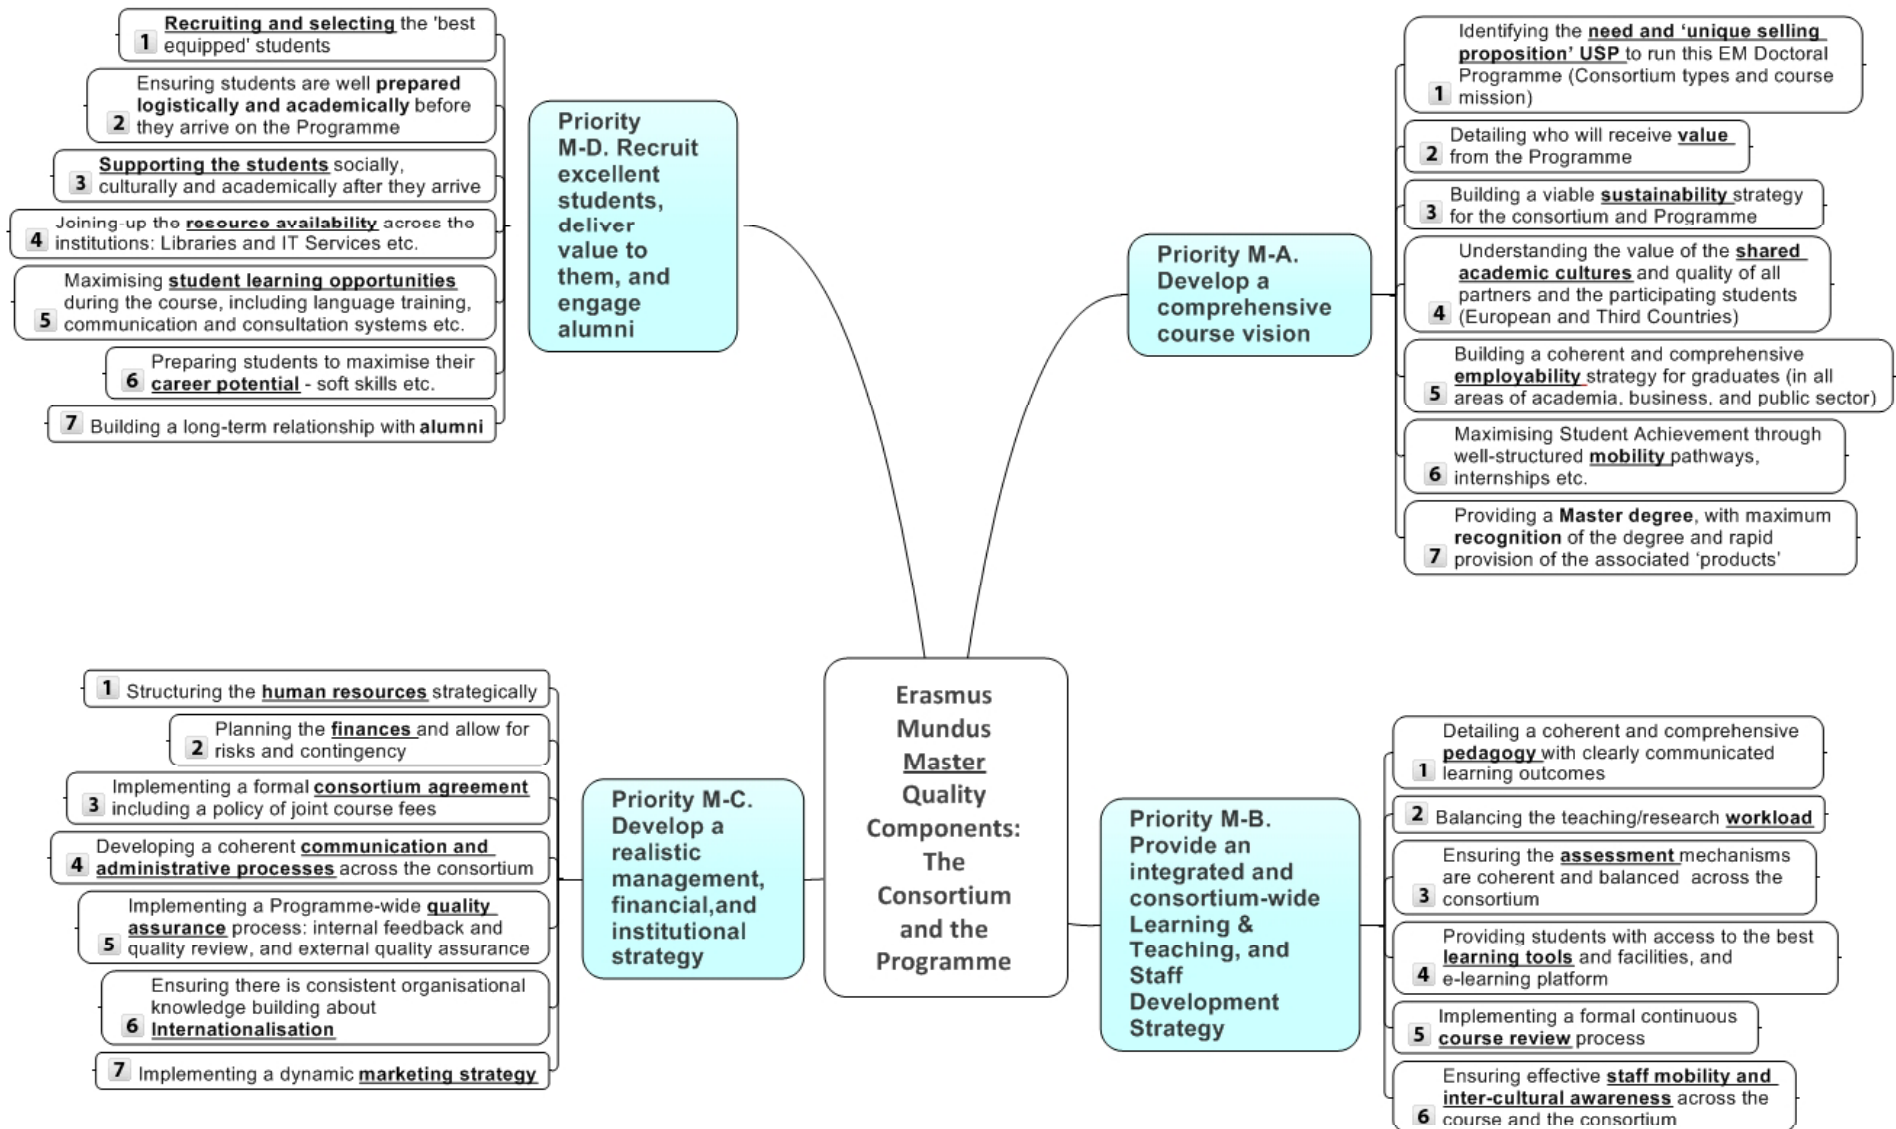 1 Recruiting and selecting the 'best
equipped' students
2 Ensuring students are well prepared
logistically and academically before
they arrive on the Programme
3 Supporting the students socially,
culturally and academically after they arrive
4 Joining-up the resource availability across the
institutions: Libraries and IT Services etc.
5 Maximising student learning opportunities
during the course, including language training,
communication and consultation systems etc.
6 Preparing students to maximise their
career potential - soft skills etc.
7 Building a long-term relationship with alumni
Priority
M-D. Recruit
excellent
students,
deliver
value to
them, and
engage
alumni
Priority M-A.
Develop a
comprehensive
course vision
1 Identifying the need and ‘unique selling
proposition’ USP to run this EM Doctoral
Programme (Consortium types and course
mission)
2 Detailing who will receive value
from the Programme
3 Building a viable sustainability strategy
for the consortium and Programme
4 Understanding the value of the shared
academic cultures and quality of all
partners and the participating students
(European and Third Countries)
5 Building a coherent and comprehensive
employability strategy for graduates (in all
areas of academia, business, and public sector)
6 Maximising Student Achievement through
well-structured mobility pathways,
internships etc.
7 Providing a Master degree, with maximum
recognition of the degree and rapid
provision of the associated ‘products’
1 Structuring the human resources strategically
2 Planning the finances and allow for
risks and contingency
3 Implementing a formal consortium agreement
including a policy of joint course fees
4 Developing a coherent communication and
administrative processes across the consortium
5 Implementing a Programme-wide quality
assurance process: internal feedback and
quality review, and external quality assurance
6 Ensuring there is consistent organisational
knowledge building about
Internationalisation
7 Implementing a dynamic marketing strategy
Priority M-C.
Develop a
realistic
management,
financial,and
institutional
strategy
Erasmus
Mundus
Master
Quality
Components:
The
Consortium
and the
Programme
Priority M-B.
Provide an
integrated and
consortium-wide
Learning &
Teaching, and
Staff
Development
Strategy
1 Detailing a coherent and comprehensive
pedagogy with clearly communicated
learning outcomes
2 Balancing the teaching/research workload
3 Ensuring the assessment mechanisms
are coherent and balanced across the
consortium
4 Providing students with access to the best
learning tools and facilities, and
e-learning platform
5 Implementing a formal continuous
course review process
6 Ensuring effective staff mobility and
inter-cultural awareness across the
course and the consortium